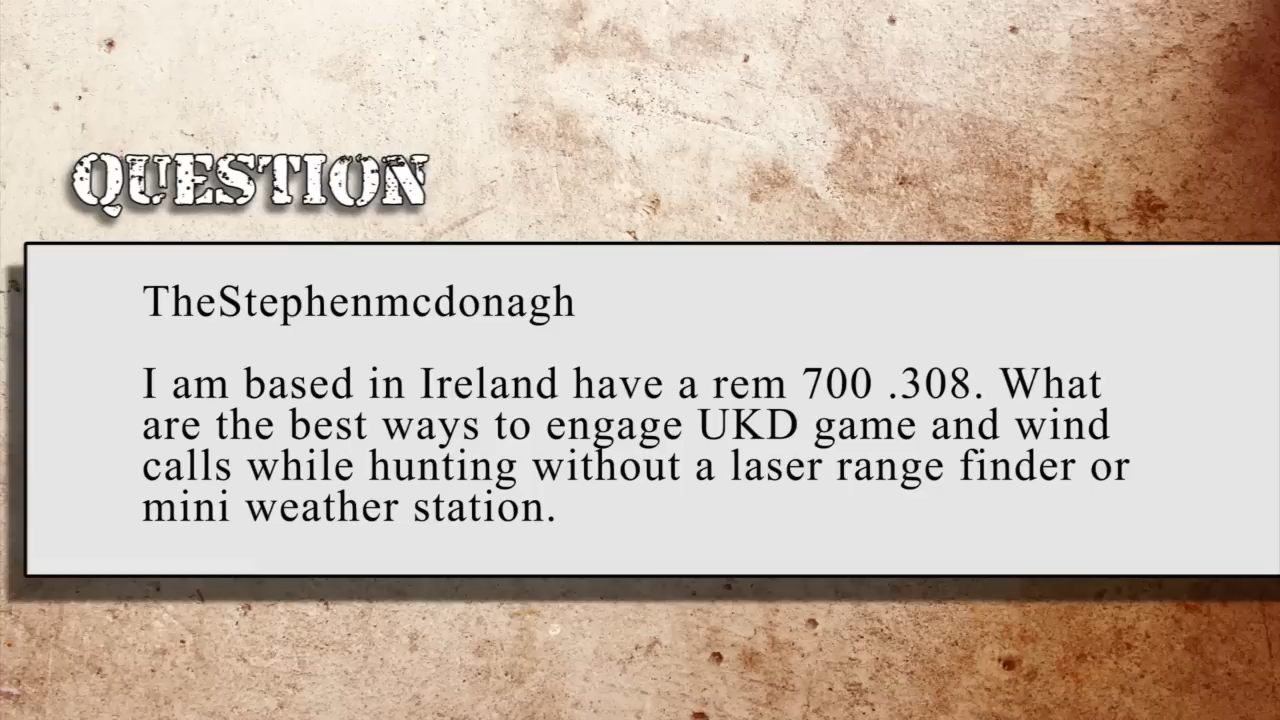 QUESTION
TheStephenmcdonagh
I am based in Ireland have a rem 700 .308. What
are the best ways to engage UKD game and wind
calls while hunting without a laser range finder or
mini weather station.